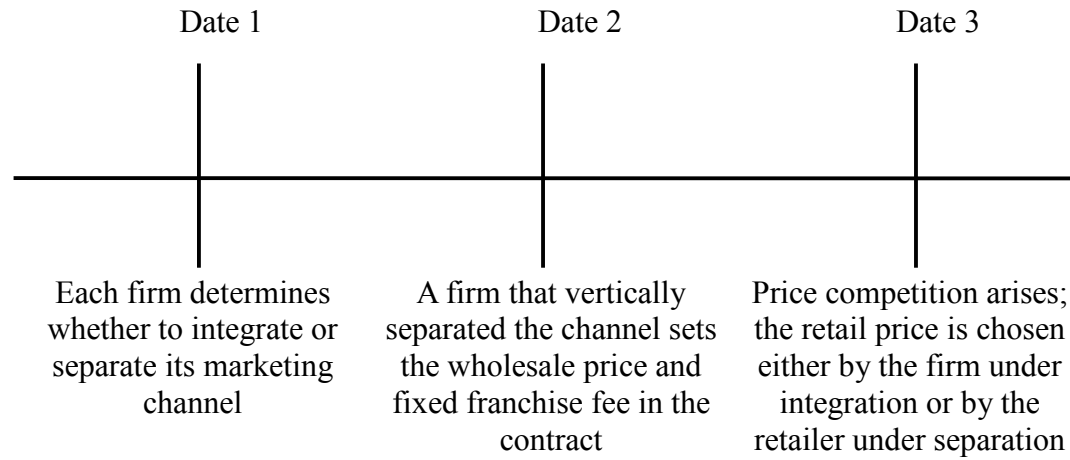 Date 1
Date 2
Date 3
Each firm determines
whether to integrate or
separate its marketing
channel
A firm that vertically
separated the channel sets
the wholesale price and
fixed franchise fee in the
contract
Price competition arises;
the retail price is chosen
either by the firm under
integration or by the
retailer under separation